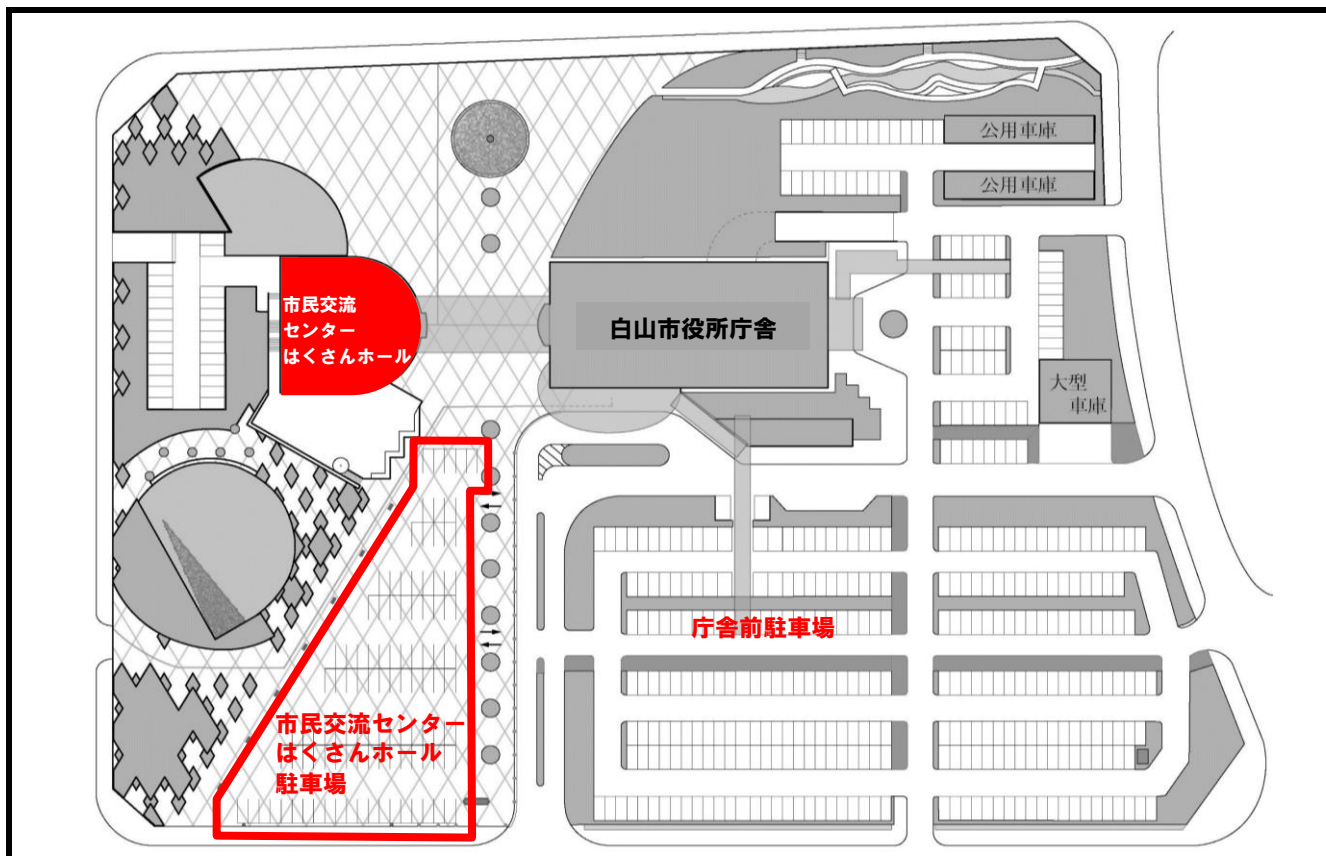 公用車庫
公用車庫
市民交流
センター
はくさんホール
白山市役所庁舎
大型
車庫
庁舎前駐車場
市民交流センター
はくさんホール
駐車場